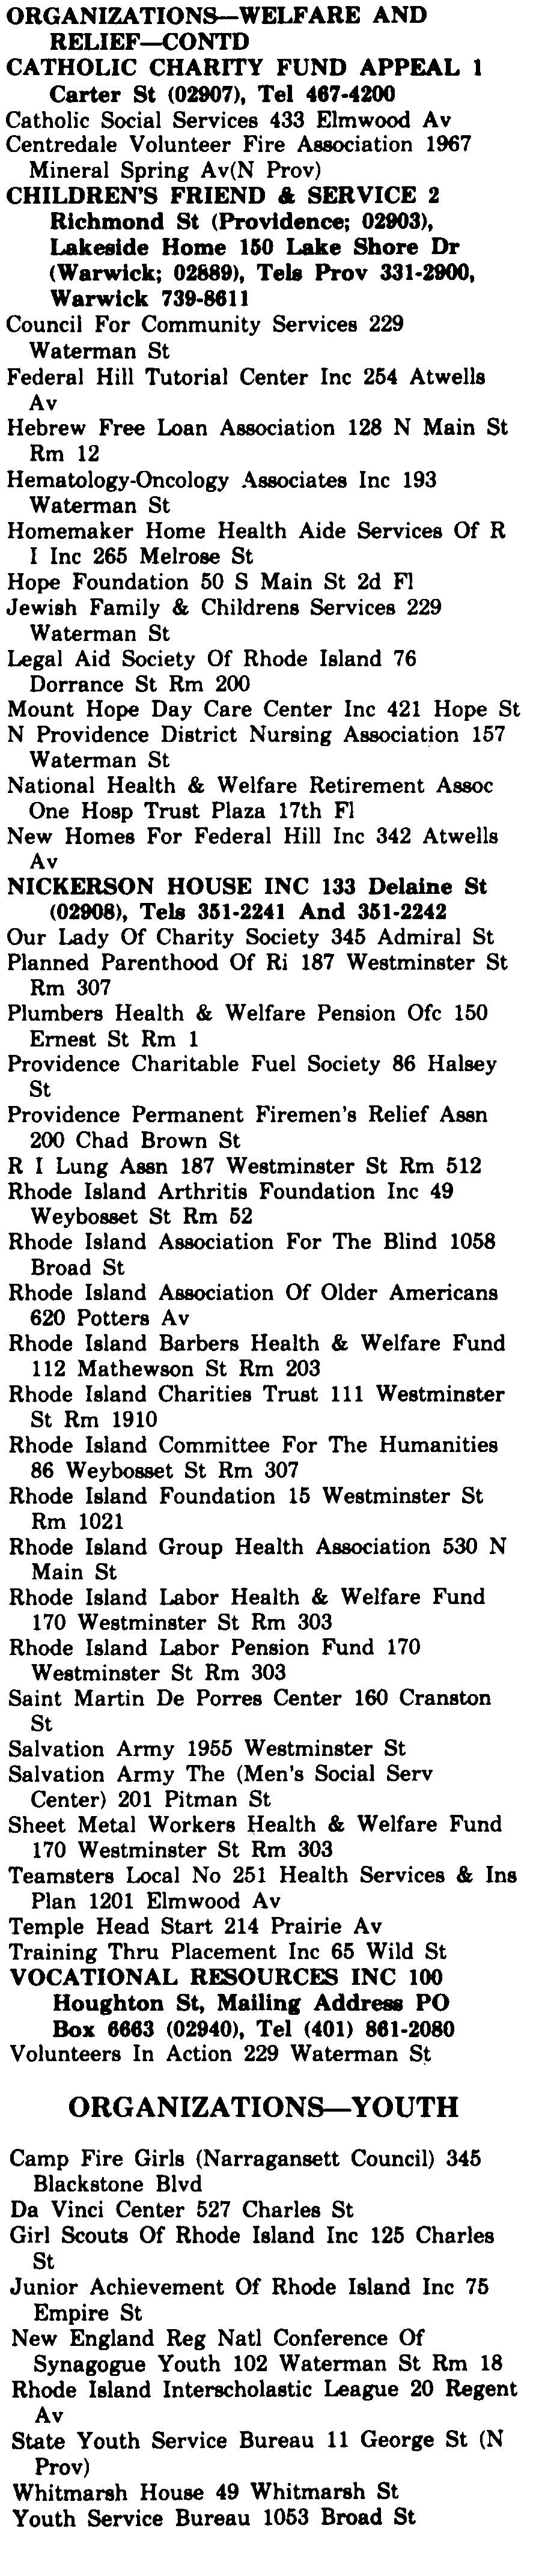 ORGANIZATIONS—WELFARE AND
RELIEF—CONTD
CATHOLIC CHARITY FUND APPEAL 1
Carter St (02907), Tel 467-4200
Catholic Social Services 433 Elmwood Av
Centredale Volunteer Fire Association 1967
Mineral Spring Av(N Prov)
CHILDREN'S FRIEND & SERVICE 2
Richmond St (Providence; 02903),
Lakeside Home 150 Lake Shore Dr
(Warwick; 02889), Tels Prov 331-2900,
Warwick 739-8611
Council For Community Services 229
Waterman St
Federal Hill Tutorial Center Inc 254 Atwells
Av
Hebrew Free Loan Association 128 N Main St
Rm 12
Hematology-Oncology Associates Inc 193
Waterman St
Homemaker Home Health Aide Services Of R
I Inc 265 Melrose St
Hope Foundation 50 S Main St 2d Fl
Jewish Family & Childrens Services 229
Waterman St
Legal Aid Society Of Rhode Island 76
Dorrance St Rm 200
Mount Hope Day Care Center Inc 421 Hope St
N Providence District Nursing Association 157
Waterman St
National Health & Welfare Retirement Assoc
One Hosp Trust Plaza 17th Fl
New Homes For Federal Hill Inc 342 Atwells
Av
NICKERSON HOUSE INC 133 Delaine St
(02908), Tels 351-2241 And 351-2242
Our Lady Of Charity Society 345 Admiral St
Planned Parenthood Of Ri 187 Westminster St
Rm 307
Plumbers Health & Welfare Pension Ofc 150
Ernest St Rm 1
Providence Charitable Fuel Society 86 Halsey
St
Providence Permanent Firemen's Relief Assn
200 Chad Brown St
R I Lung Assn 187 Westminster St Rm 512
Rhode Island Arthritis Foundation Inc 49
Weybosset St Rm 52
Rhode Island Association For The Blind 1058
Broad St
Rhode Island Association Of Older Americans
620 Potters Av
Rhode Island Barbers Health & Welfare Fund
112 Mathewson St Rm 203
Rhode Island Charities Trust 111 Westminster
St Rm 1910
Rhode Island Committee For The Humanities
86 Weybosset St Rm 307
Rhode Island Foundation 15 Westminster St
Rm 1021
Rhode Island Group Health Association 530 N
Main St
Rhode Island Labor Health & Welfare Fund
170 Westminster St Rm 303
Rhode Island Labor Pension Fund 170
Westminster St Rm 303
Saint Martin De Porres Center 160 Cranston
St
Salvation Army 1955 Westminster St
Salvation Army The (Men's Social Serv
Center) 201 Pitman St
Sheet Metal Workers Health & Welfare Fund
170 Westminster St Rm 303
Teamsters Local No 251 Health Services & Ins
Plan 1201 Elmwood Av
Temple Head Start 214 Prairie Av
Training Thru Placement Inc 65 Wild St
VOCATIONAL RESOURCES INC 100
Houghton St, Mailing Address PO
Box 6663 (02940), Tel (401) 861-2080
Volunteers In Action 229 Waterman St
ORGANIZATIONS—YOUTH
Camp Fire Girls (Narragansett Council) 345
Blackstone Blvd
Da Vinci Center 527 Charles St
Girl Scouts Of Rhode Island Inc 125 Charles
St
Junior Achievement Of Rhode Island Inc 75
Empire St
New England Reg Natl Conference Of
Synagogue Youth 102 Waterman St Rm 18
Rhode Island Interscholastic League 20 Regent
Av
State Youth Service Bureau 11 George St (N
Prov)
Whitmarsh House 49 Whitmarsh St
Youth Service Bureau 1053 Broad St